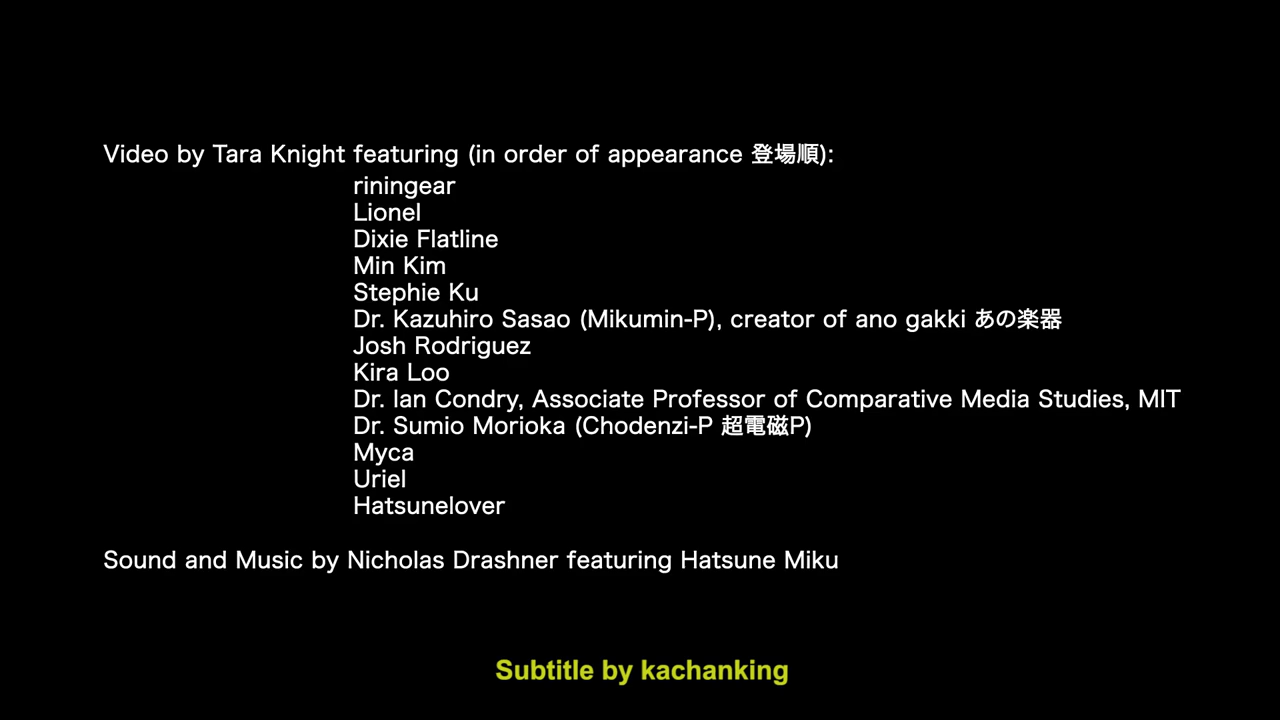 Video by Tara Knight featuring (in order of appearance 登場順):
riningear
Lionel
Dixie Flatline
Min Kim
Stephie Ku
Dr. Kazuhiro Sasao (Mikumin-P), creator of ano gakki あの楽器
Josh Rodriguez
Kira Loo
Dr. Ian Condry, Associate Professor of Comparative Media Studies, MIT
Dr. Sumio Morioka (Chodenzi-P 超電磁P)
Myca
Uriel
Hatsunelover
Sound and Music by Nicholas Drashner featuring Hatsune Miku
Subtitle by kachanking